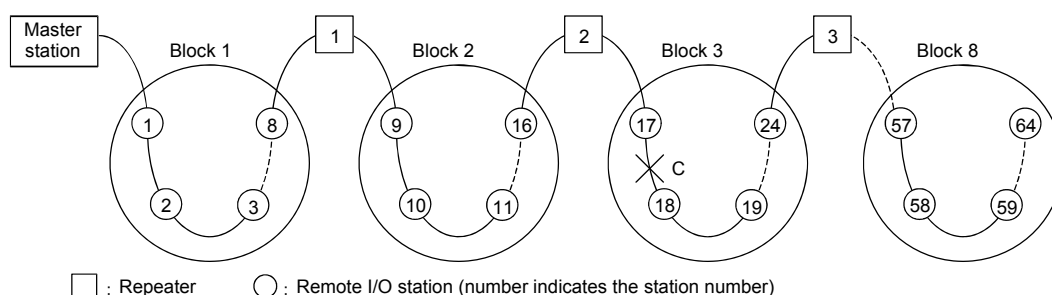 Master
station
1
2
3
Block 1
Block 2
Block 3
Block 8
1
8
9
16
17
24
57
64
C
2
3
10
11
18
19
58
59
: Repeater
: Remote I/O station (number indicates the station number)